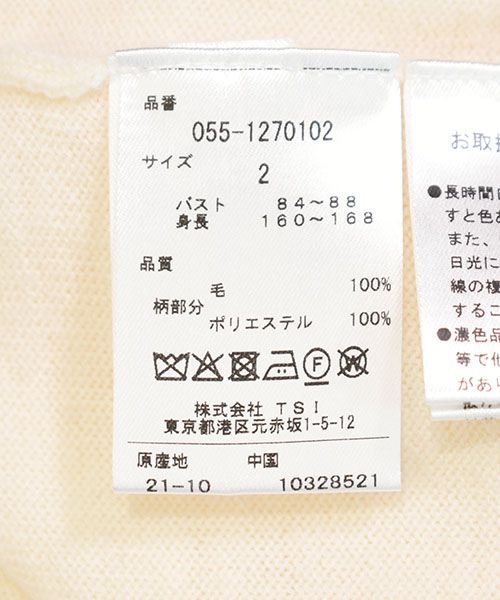 品番
055-1270102
サイズ
2
バスト 84〜88
身長 160〜168
品質
毛 100%
柄部分
ポリエステル 100%
F
W
株式会社 TSI
東京都港区元赤坂1-5-12
原産地 中国
21-10 10328521
お取扱
●長時間
すと色あ
また、
日光に
線の複
するこ
●濃色品
等で他
があり